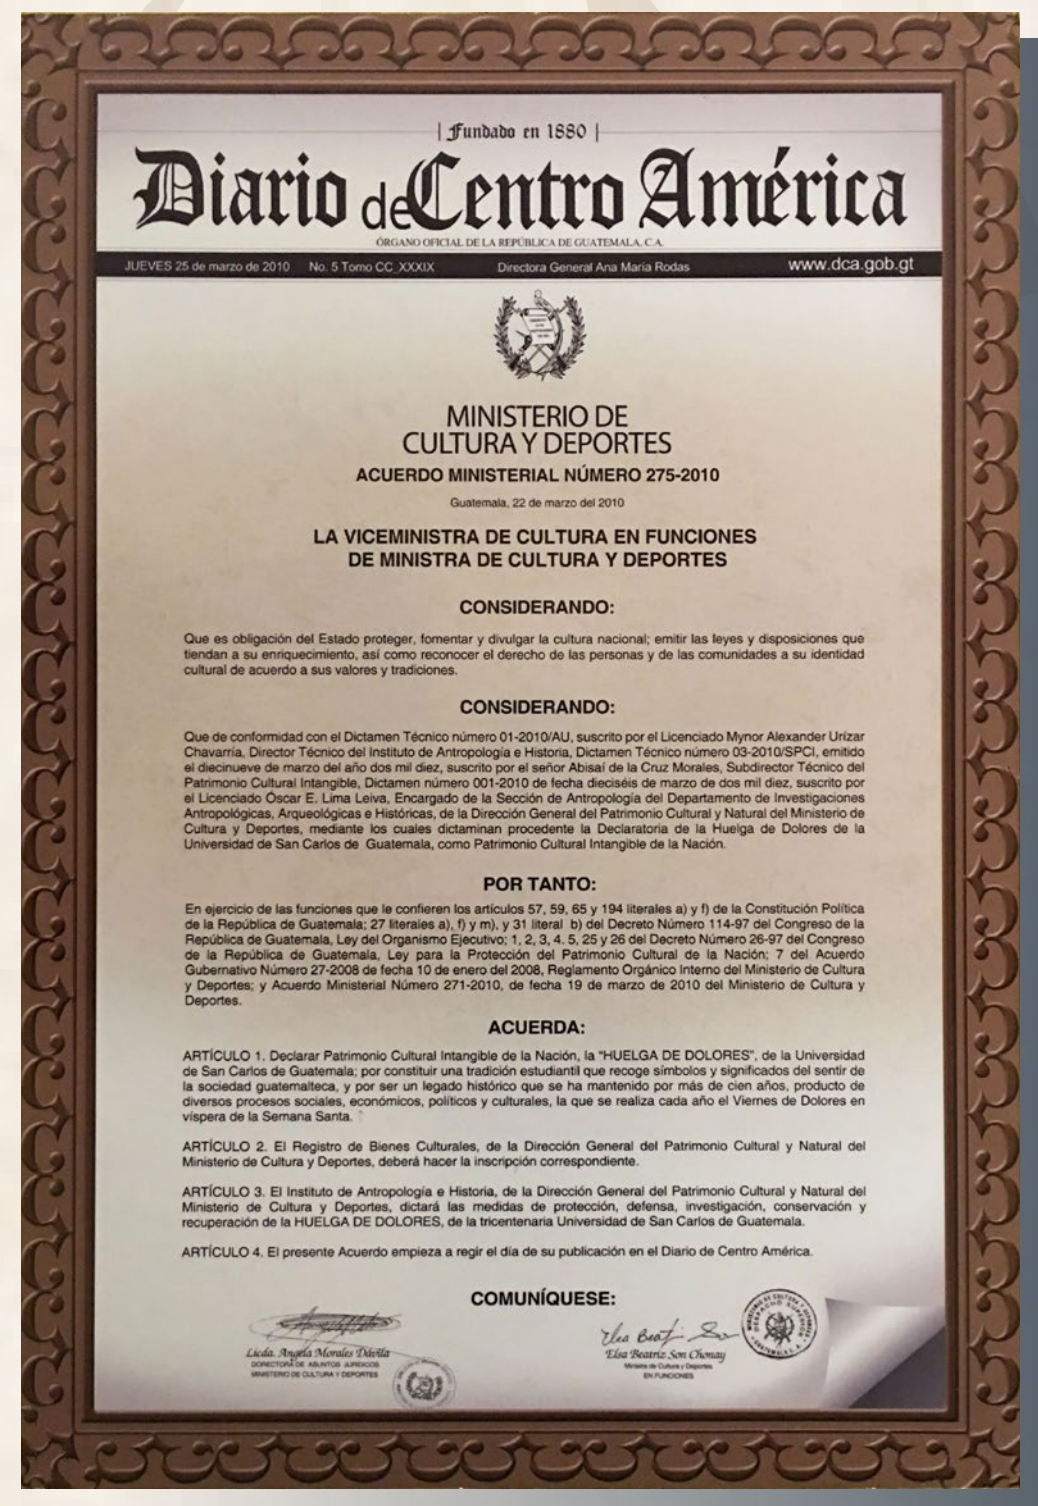 | Fundado en 1880 |
Diario de Centro América
ÓRGANO OFICIAL DE LA REPÚBLICA DE GUATEMALA, C.A.
JUEVES 25 de marzo de 2010 No. 5 Tomo CC_XXXIX Directora General Ana María Rodas www.dca.gob.gt
MINISTERIO DE
CULTURA Y DEPORTES
ACUERDO MINISTERIAL NÚMERO 275-2010
Guatemala, 22 de marzo del 2010
LA VICEMINISTRA DE CULTURA EN FUNCIONES
DE MINISTRA DE CULTURA Y DEPORTES
CONSIDERANDO:
Que es obligación del Estado proteger, fomentar y divulgar la cultura nacional; emitir las leyes y disposiciones que
tiendan a su enriquecimiento, así como reconocer el derecho de las personas y de las comunidades a su identidad
cultural de acuerdo a sus valores y tradiciones.
CONSIDERANDO:
Que de conformidad con el Dictamen Técnico número 01-2010/AU, suscrito por el Licenciado Mynor Alexander Urízar
Chavarría, Director Técnico del Instituto de Antropología e Historia, Dictamen Técnico número 03-2010/SPCI, emitido
el diecinueve de marzo del año dos mil diez, suscrito por el señor Abisaí de la Cruz Morales, Subdirector Técnico del
Patrimonio Cultural Intangible, Dictamen número 001-2010 de fecha dieciséis de marzo de dos mil diez, suscrito por
el Licenciado Óscar E. Lima Leiva, Encargado de la Sección de Antropología del Departamento de Investigaciones
Antropológicas, Arqueológicas e Históricas, de la Dirección General del Patrimonio Cultural y Natural del Ministerio de
Cultura y Deportes, mediante los cuales dictaminan procedente la Declaratoria de la Huelga de Dolores de la
Universidad de San Carlos de Guatemala, como Patrimonio Cultural Intangible de la Nación.
POR TANTO:
En ejercicio de las funciones que le confieren los artículos 57, 59, 65 y 194 literales a) y f) de la Constitución Política
de la República de Guatemala; 27 literales a), f) y m), y 31 literal b) del Decreto Número 114-97 del Congreso de la
República de Guatemala, Ley del Organismo Ejecutivo; 1, 2, 3, 4, 5, 25 y 26 del Decreto Número 26-97 del Congreso
de la República de Guatemala, Ley para la Protección del Patrimonio Cultural de la Nación; 7 del Acuerdo
Gubernativo Número 27-2008 de fecha 10 de enero del 2008, Reglamento Orgánico Interno del Ministerio de Cultura
y Deportes; y Acuerdo Ministerial Número 271-2010, de fecha 19 de marzo de 2010 del Ministerio de Cultura y
Deportes.
ACUERDA:
ARTÍCULO 1. Declarar Patrimonio Cultural Intangible de la Nación, la "HUELGA DE DOLORES", de la Universidad
de San Carlos de Guatemala; por constituir una tradición estudiantil que recoge símbolos y significados del sentir de
la sociedad guatemalteca, y por ser un legado histórico que se ha mantenido por más de cien años, producto de
diversos procesos sociales, económicos, políticos y culturales, la que se realiza cada año el Viernes de Dolores en
víspera de la Semana Santa.
ARTÍCULO 2. El Registro de Bienes Culturales, de la Dirección General del Patrimonio Cultural y Natural del
Ministerio de Cultura y Deportes, deberá hacer la inscripción correspondiente.
ARTÍCULO 3. El Instituto de Antropología e Historia, de la Dirección General del Patrimonio Cultural y Natural del
Ministerio de Cultura y Deportes, dictará las medidas de protección, defensa, investigación, conservación y
recuperación de la HUELGA DE DOLORES, de la tricentenaria Universidad de San Carlos de Guatemala.
ARTÍCULO 4. El presente Acuerdo empieza a regir el día de su publicación en el Diario de Centro América.
COMUNÍQUESE:
Licda. Angela Morales Dávila
DIRECTORA DE ASUNTOS JURIDICOS
MINISTERIO DE CULTURA Y DEPORTES
Elsa Beatriz Son Chonay
Ministra de Cultura y Deportes
EN FUNCIONES